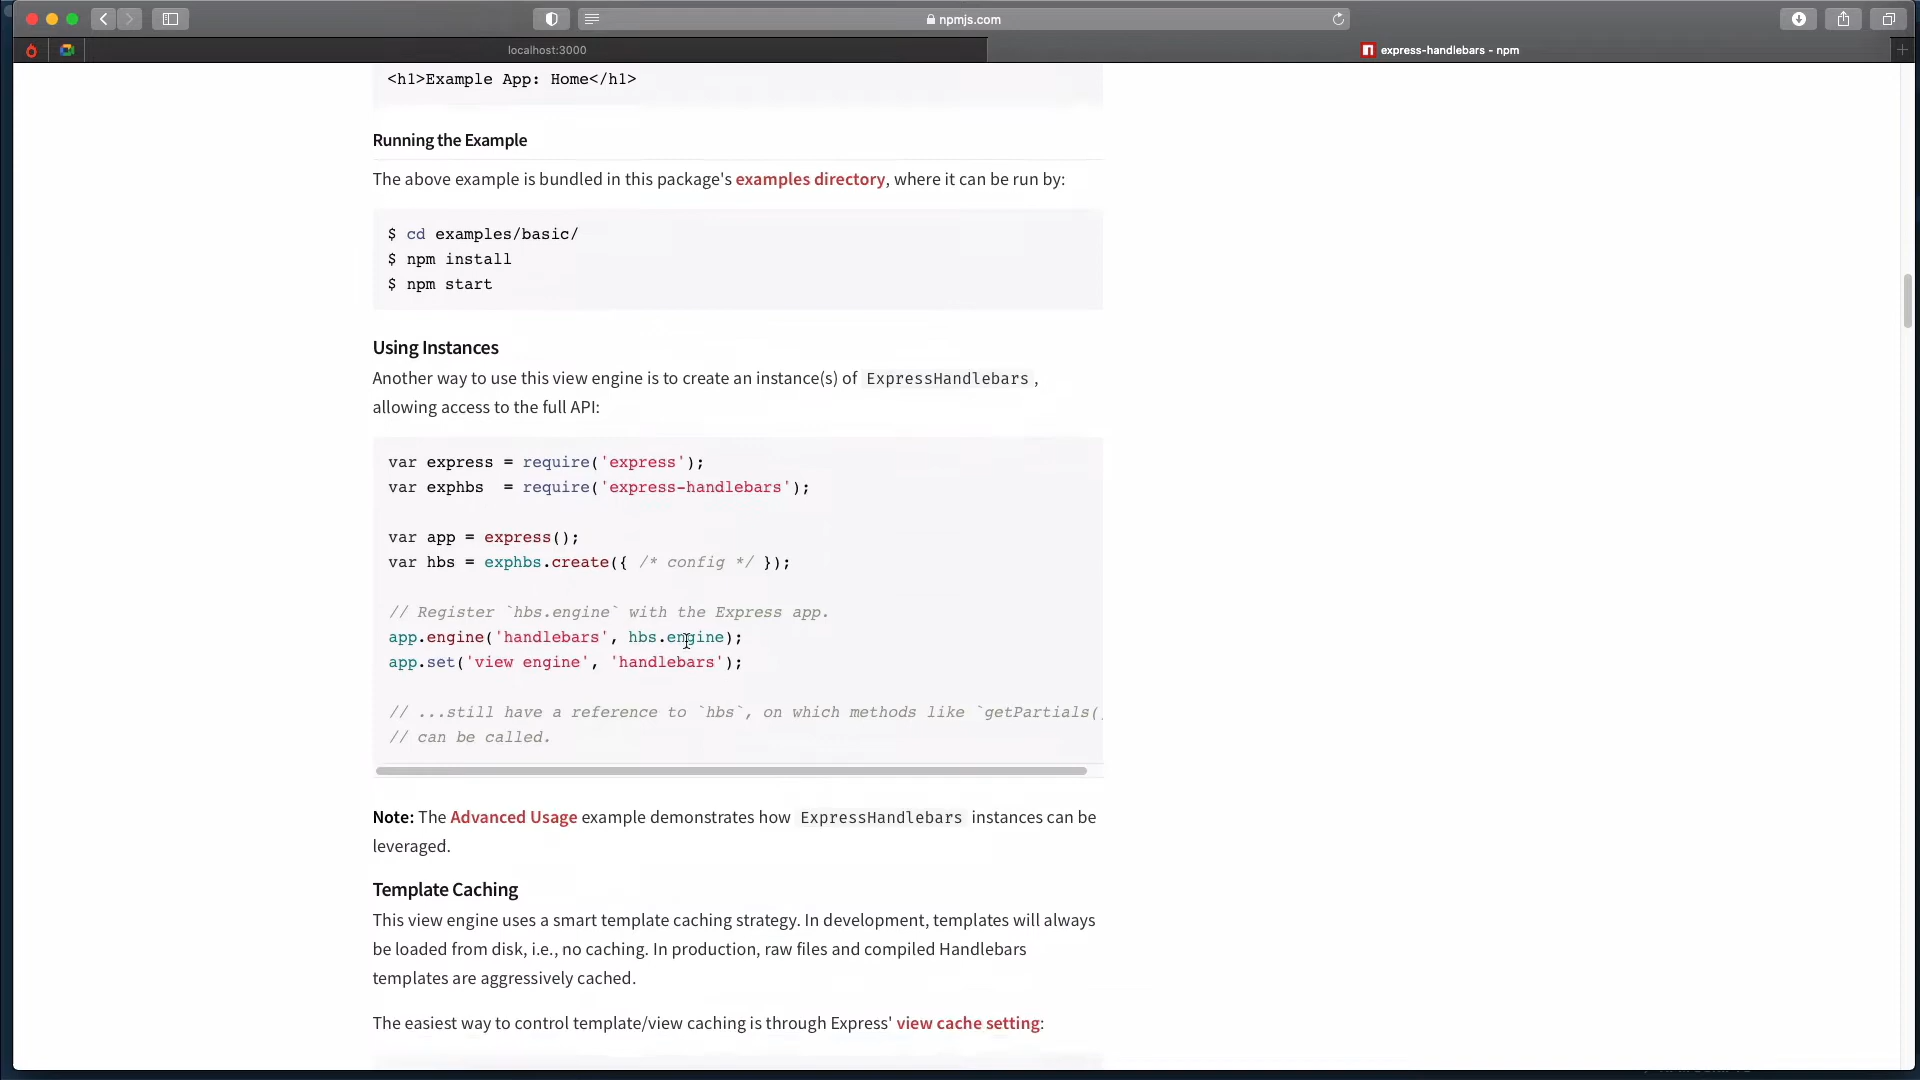 npmjs.com
localhost:3000
express-handlebars - npm
<h1>Example App: Home</h1>
Running the Example
The above example is bundled in this package's examples directory, where it can be run by:
$ cd examples/basic/
$ npm install
$ npm start
Using Instances
Another way to use this view engine is to create an instance(s) of ExpressHandlebars ,
allowing access to the full API:
var express = require('express');
var exphbs  = require('express-handlebars');
var app = express();
var hbs = exphbs.create({ /* config */ });
// Register `hbs.engine` with the Express app.
app.engine('handlebars', hbs.engine);
app.set('view engine', 'handlebars');
// ...still have a reference to `hbs`, on which methods like `getPartials(
// can be called.
Note: The Advanced Usage example demonstrates how ExpressHandlebars instances can be
leveraged.
Template Caching
This view engine uses a smart template caching strategy. In development, templates will always
be loaded from disk, i.e., no caching. In production, raw files and compiled Handlebars
templates are aggressively cached.
The easiest way to control template/view caching is through Express' view cache setting: